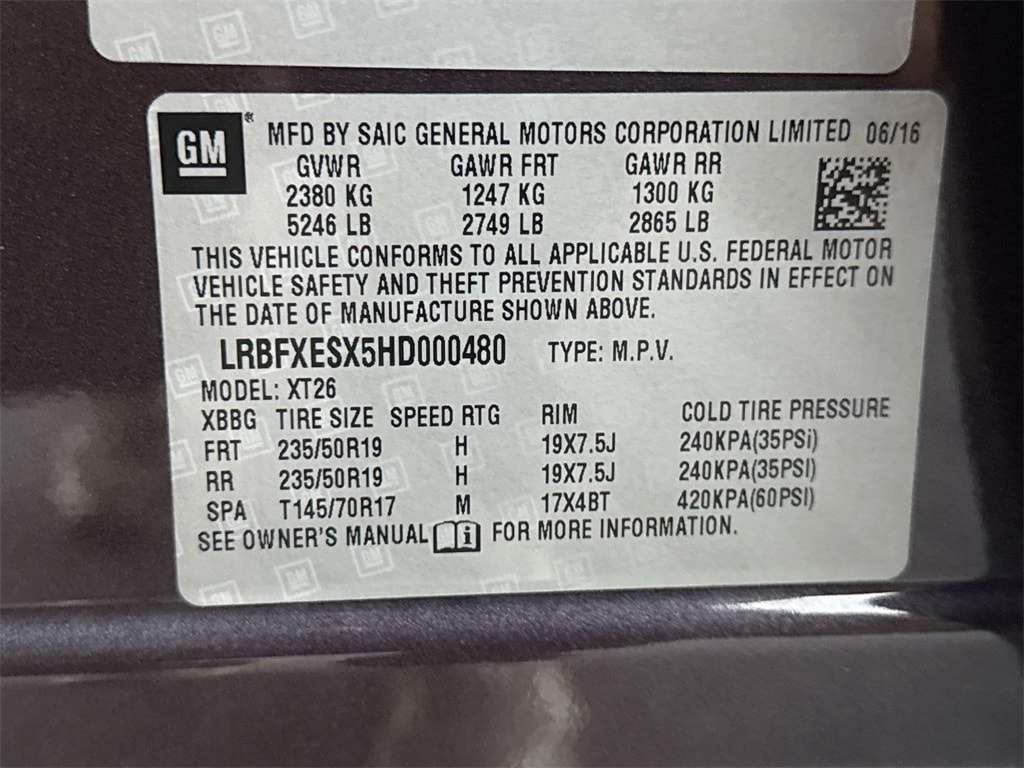 GM® MFD BY SAIC GENERAL MOTORS CORPORATION LIMITED 06/16
GVWR GAWR FRT GAWR RR
2380 KG 1247 KG 1300 KG
5246 LB 2749 LB 2865 LB
THIS VEHICLE CONFORMS TO ALL APPLICABLE U.S. FEDERAL MOTOR
VEHICLE SAFETY AND THEFT PREVENTION STANDARDS IN EFFECT ON
THE DATE OF MANUFACTURE SHOWN ABOVE.
LRBFXESX5HD000480 TYPE: M.P.V.
MODEL: XT26
XBBG TIRE SIZE SPEED RTG RIM COLD TIRE PRESSURE
FRT 235/50R19 H 19X7.5J 240KPA(35PSi)
RR 235/50R19 H 19X7.5J 240KPA(35PSI)
SPA T145/70R17 M 17X4BT 420KPA(60PSI)
SEE OWNER'S MANUAL i FOR MORE INFORMATION.